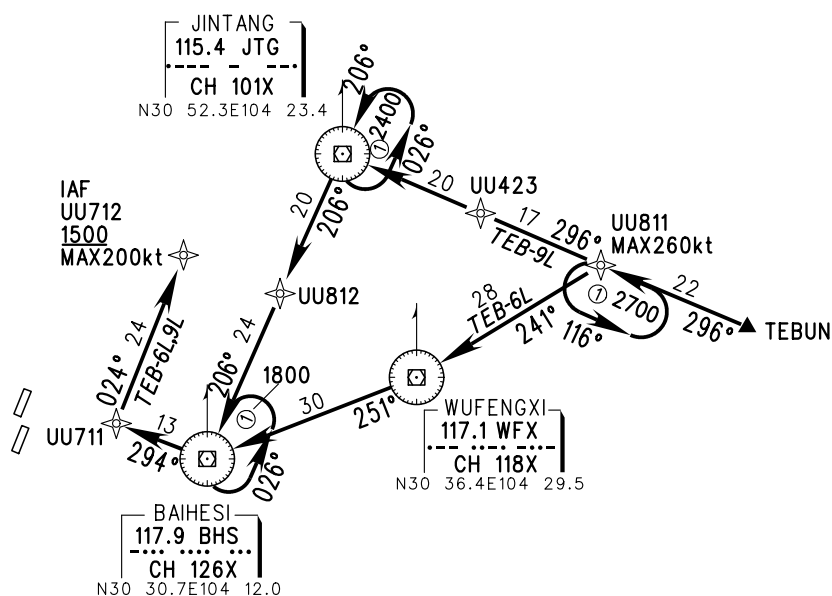 JINTANG
115.4 JTG
CH 101X
N30 52.3E104 23.4
206°
2400
1
026°
20
UU423
17
296°
TEB-9L
UU811
MAX260kt
22
296°
TEBUN
1
2700
116°
28
TEB-6L
241°
IAF
UU712
1500
MAX200kt
20
206°
UU812
24
206°
24
024°
TEB-6L,9L
UU711
13
294°
1800
1
026°
30
251°
WUFENGXI
117.1 WFX
CH 118X
N30 36.4E104 29.5
BAIHESI
117.9 BHS
CH 126X
N30 30.7E104 12.0